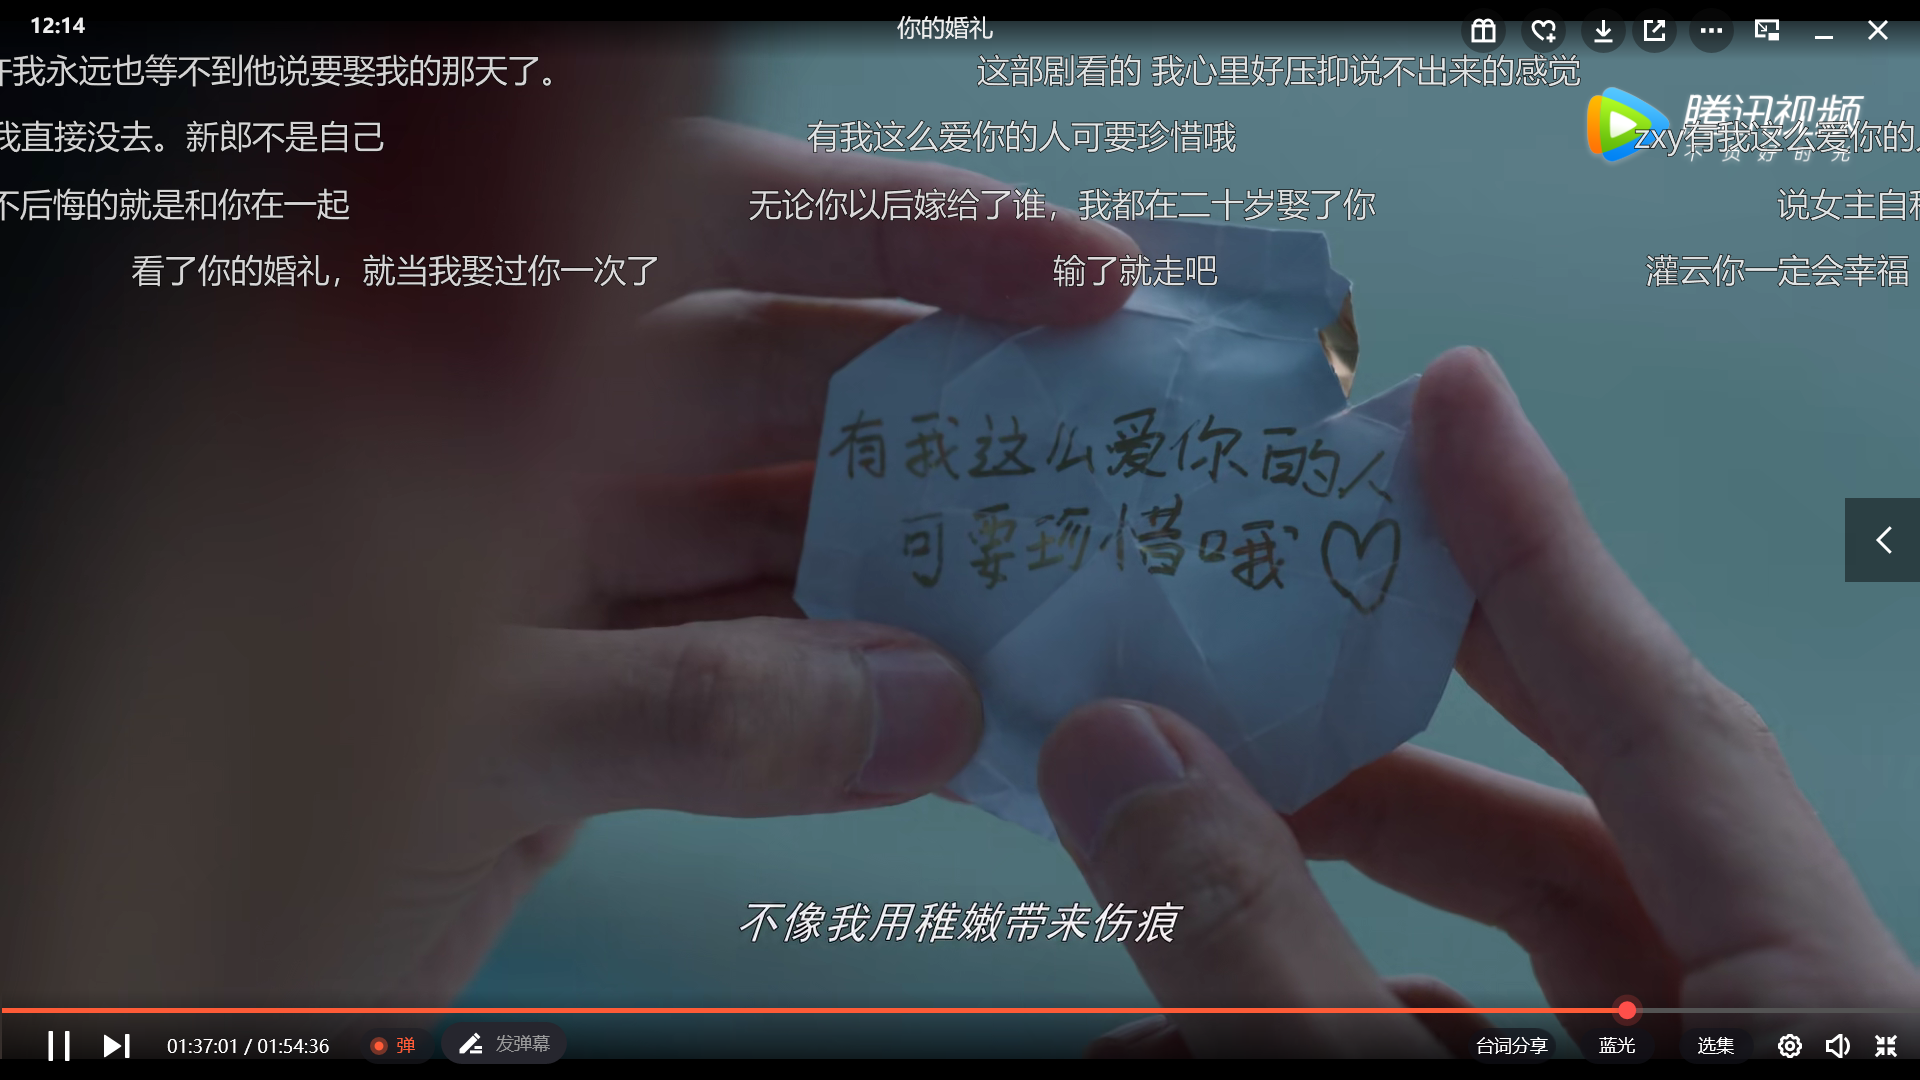 12:14
你的婚礼
许我永远也等不到他说要娶我的那天了。
这部剧看的 我心里好压抑说不出来的感觉
腾讯视频
我直接没去。新郎不是自己
有我这么爱你的人可要珍惜哦
zxy有我这么爱你的人
不负好时光
不后悔的就是和你在一起
无论你以后嫁给了谁，我都在二十岁娶了你
说女主自私
看了你的婚礼，就当我娶过你一次了
输了就走吧
灌云你一定会幸福
有我这么爱你的人
可要珍惜哦
不像我用稚嫩带来伤痕
01:37:01 / 01:54:36
弹
发弹幕
台词分享
蓝光
选集